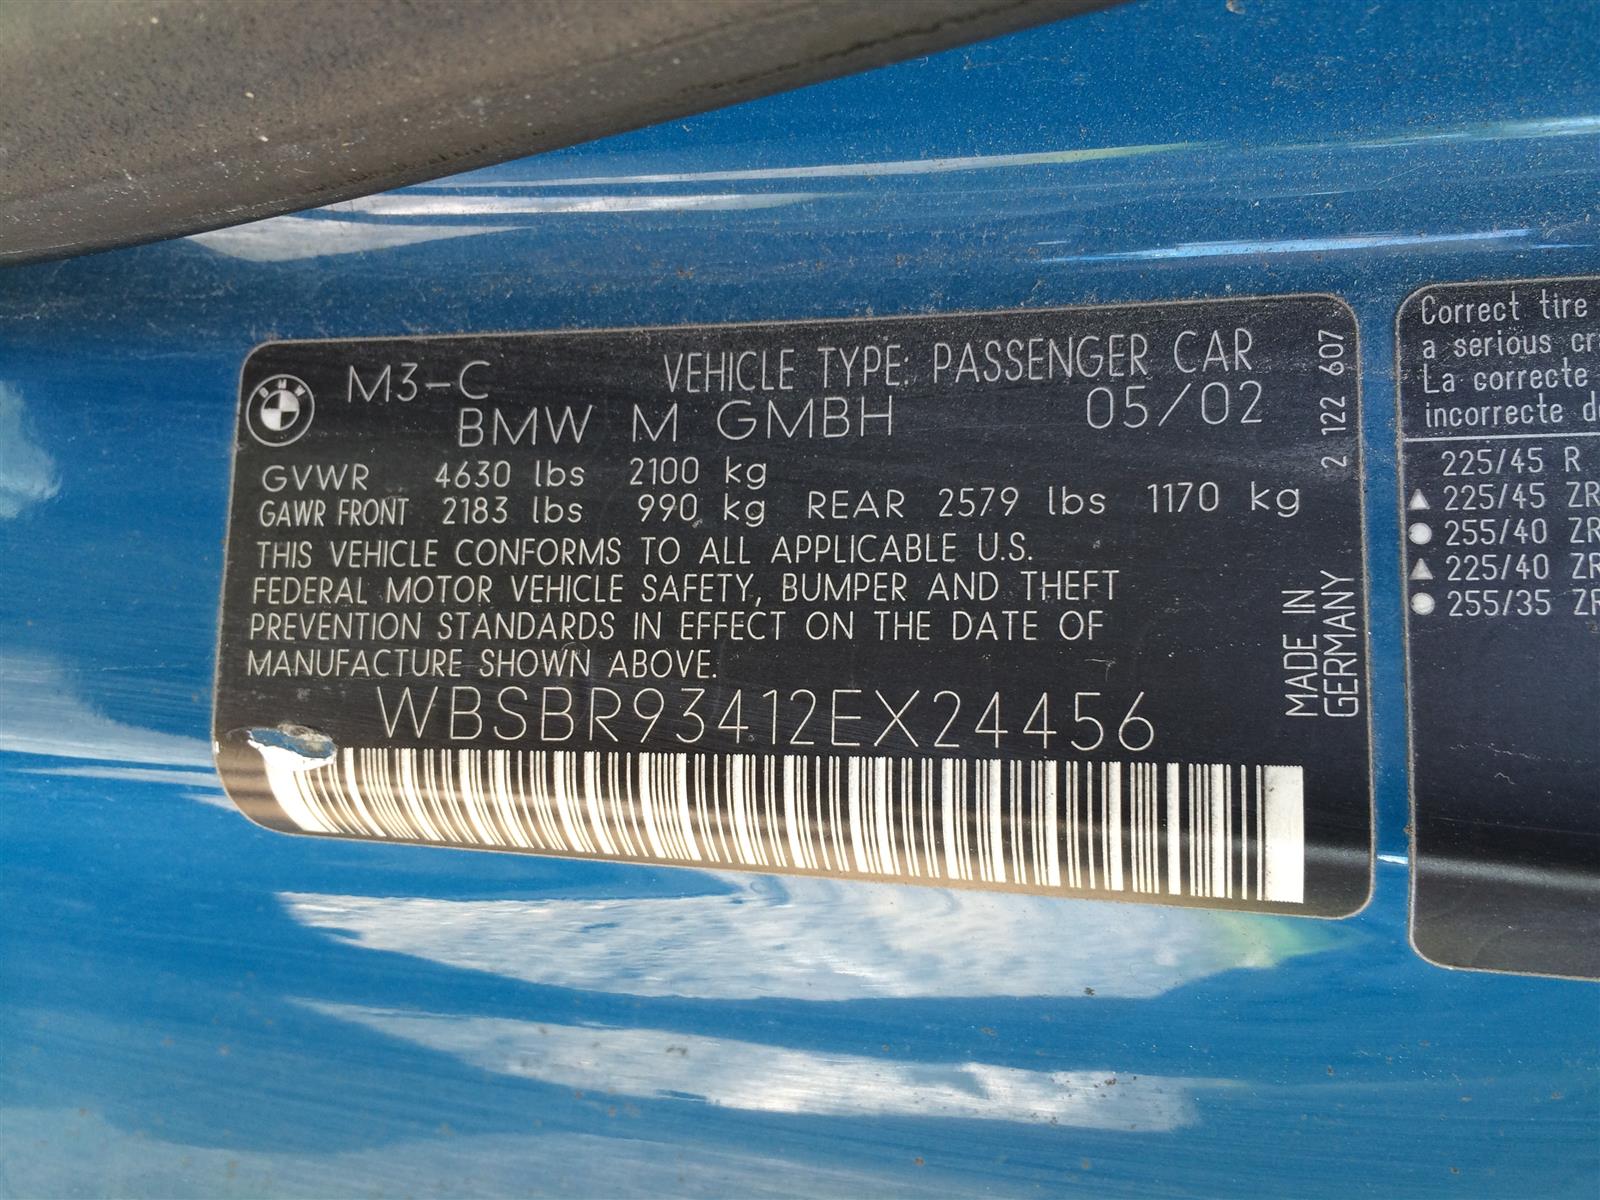 BMW
M3-C VEHICLE TYPE: PASSENGER CAR
BMW M GMBH 05/02
GVWR 4630 lbs 2100 kg
GAWR FRONT 2183 lbs 990 kg REAR 2579 lbs 1170 kg
THIS VEHICLE CONFORMS TO ALL APPLICABLE U.S.
FEDERAL MOTOR VEHICLE SAFETY, BUMPER AND THEFT
PREVENTION STANDARDS IN EFFECT ON THE DATE OF
MANUFACTURE SHOWN ABOVE.
WBSBR93412EX24456
2 122 607
MADE IN
GERMANY
Correct tire
a serious
La correcte
incorrecte
225/45 R
225/45 ZR
255/40 ZR
225/40 ZR
255/35 ZR